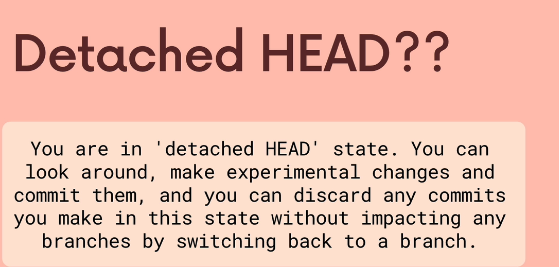 Detached HEAD??
You are in 'detached HEAD' state. You can
look around, make experimental changes and
commit them, and you can discard any commits
you make in this state without impacting any
branches by switching back to a branch.